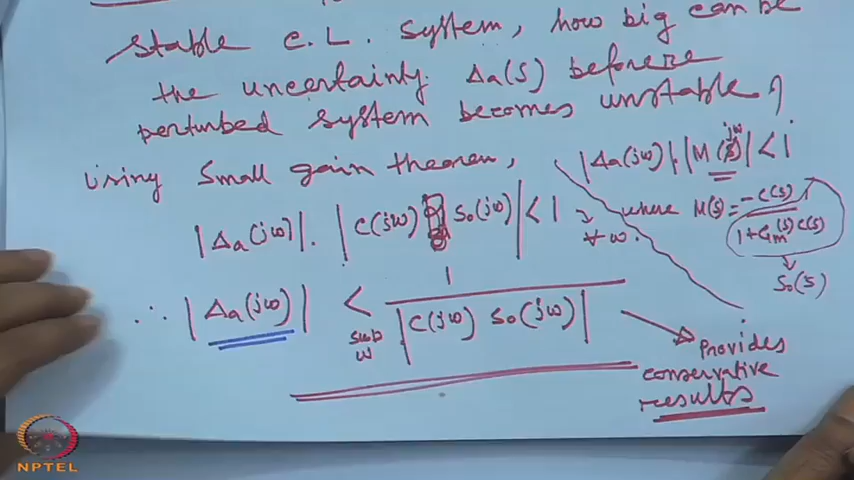 stable C.L. system, how big can be
the uncertainty Δa(s) before
perturbed system becomes unstable?
using small gain theorem, |Δa(jω)|.|M(jω)|<1
|Δa(jω)|. |C(jω) So(jω)| <1 ∀ω. where M(s)= -C(s) / 1+Gm(s)C(s)
So(s)
∴ |Δa(jω)| < sup ω 1 / |C(jω) So(jω)|
Provides
conservative
results
NPTEL